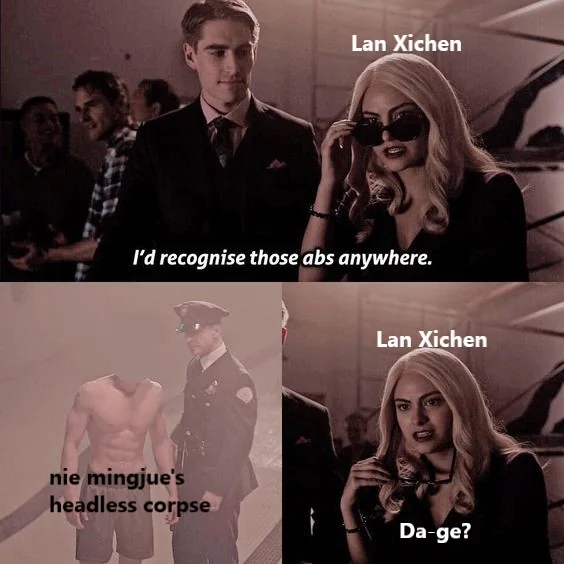 Lan Xichen
I'd recognise those abs anywhere.
Lan Xichen
nie mingjue's
headless corpse
Da-ge?